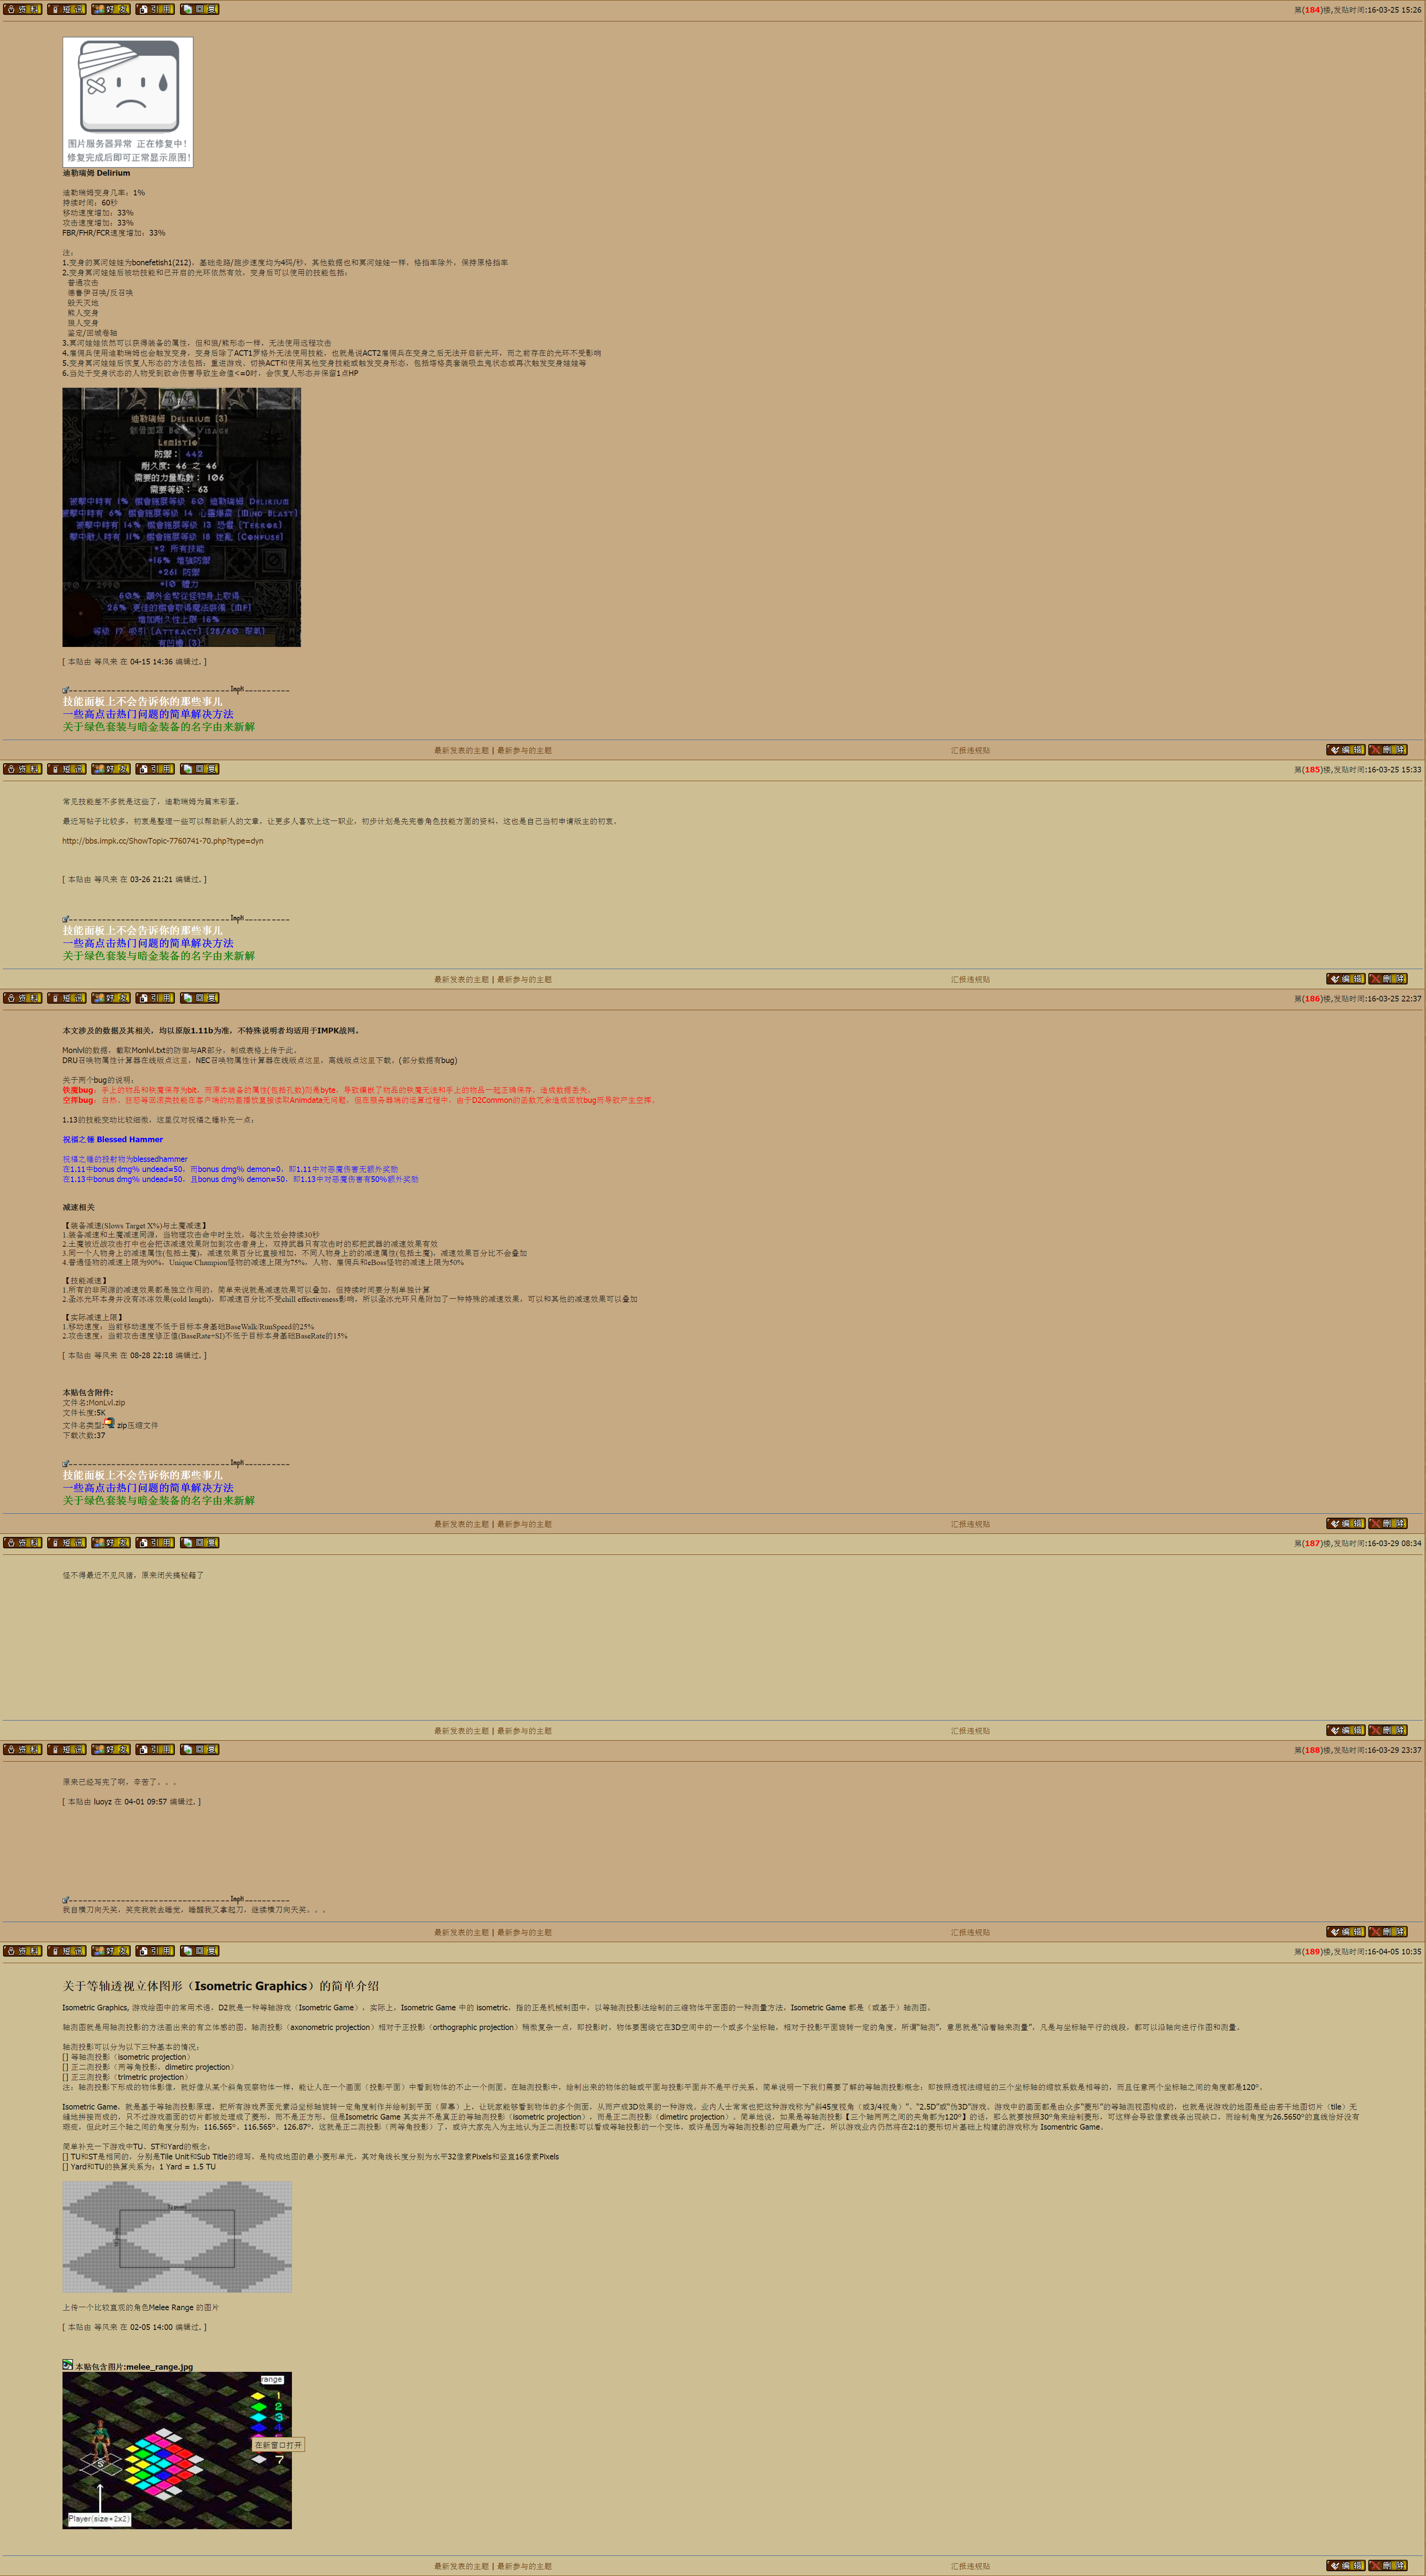 资料 短消 好友 引用 回复 第(184)楼,发贴时间:16-03-25 15:26
图片服务器异常 正在修复中!
修复完成后即可正常显示原图!
迪勒瑞姆 Delirium
迪勒瑞姆变身几率：1%
持续时间：60秒
移动速度增加：33%
攻击速度增加：33%
FBR/FHR/FCR速度增加：33%
注：
1.变身的冥河娃娃为bonefetish1(212)，基础走路/跑步速度均为4码/秒，其他数据也和冥河娃娃一样，格挡率除外，保持原格挡率
2.变身冥河娃娃后被动技能和已开启的光环依然有效，变身后可以使用的技能包括：
普通攻击
德鲁伊召唤/反召唤
毁天灭地
熊人变身
狼人变身
鉴定/回城卷轴
3.冥河娃娃依然可以获得装备的属性，但和狼/熊形态一样，无法使用远程攻击
4.雇佣兵使用迪勒瑞姆也会触发变身，变身后除了ACT1罗格外无法使用技能，也就是说ACT2雇佣兵在变身之后无法开启新光环，而之前存在的光环不受影响
5.变身冥河娃娃后恢复人形态的方法包括：重进游戏、切换ACT和使用其他变身技能或触发变身形态，包括塔格奥套装吸血鬼状态或再次触发变身娃娃等
6.当处于变身状态的人物受到致命伤害导致生命值<=0时，会恢复人形态并保留1点HP
迪勒瑞姆 Delirium (3)
骸骨面罩 Bone Visage
LemIstIo'
防禦：442
耐久度：46 之 46
需要的力量點數：106
需要等級：63
被擊中時有 1% 機會施展等級 60 迪勒瑞姆 Delirium
被擊中時有 6% 機會施展等級 14 心靈爆震 (Mind Blast)
被擊中時有 14% 機會施展等級 13 恐懼 (Terror)
擊中敵人時有 11% 機會施展等級 18 迷亂 (Confuse)
+2 所有技能
+16% 增強防禦
+261 防禦
+10 體力
60% 額外金幣從怪物身上取得
26% 更佳的機會取得魔法裝備 (MF)
增加耐久性上限 16%
等級 17 吸引 (Attract) (28/60 聚氣)
有凹槽 (3)
[ 本贴由 等风来 在 04-15 14:36 编辑过. ]
ImpK
技能面板上不会告诉你的那些事儿
一些高点击热门问题的简单解决方法
关于绿色套装与暗金装备的名字由来新解
最新发表的主题 | 最新参与的主题 汇报违规贴 编辑 删除
资料 短消 好友 引用 回复 第(185)楼,发贴时间:16-03-25 15:33
常见技能差不多就是这些了，迪勒瑞姆为篇末彩蛋。
最近写帖子比较多，初衷是整理一些可以帮助新人的文章，让更多人喜欢上这一职业，初步计划是先完善角色技能方面的资料，这也是自己当初申请版主的初衷。
http://bbs.impk.cc/ShowTopic-7760741-70.php?type=dyn
[ 本贴由 等风来 在 03-26 21:21 编辑过. ]
ImpK
技能面板上不会告诉你的那些事儿
一些高点击热门问题的简单解决方法
关于绿色套装与暗金装备的名字由来新解
最新发表的主题 | 最新参与的主题 汇报违规贴 编辑 删除
资料 短消 好友 引用 回复 第(186)楼,发贴时间:16-03-25 22:37
本文涉及的数据及其相关，均以原版1.11b为准，不特殊说明者均适用于IMPK战网。
Monlvl的数据，截取Monlvl.txt的防御与AR部分，制成表格上传于此。
DRU召唤物属性计算器在线版点这里，NEC召唤物属性计算器在线版点这里，离线版点这里下载。(部分数据有bug)
关于两个bug的说明：
铁魔bug：手上的物品和铁魔保存为bit，而原本装备的属性(包括孔数)则是byte，导致镶嵌了物品的铁魔无法和手上的物品一起正确保存，造成数据丢失。
空挥bug：白热、狂怒等回滚类技能在客户端的动画播放直接读取Animdata无问题，但在服务器端的运算过程中，由于D2Common的函数冗余造成回放bug而导致产生空挥。
1.13的技能变动比较细微，这里仅对祝福之锤补充一点：
祝福之锤 Blessed Hammer
祝福之锤的投射物为blessedhammer
在1.11中bonus dmg% undead=50，而bonus dmg% demon=0，即1.11中对恶魔伤害无额外奖励
在1.13中bonus dmg% undead=50，且bonus dmg% demon=50，即1.13中对恶魔伤害有50%额外奖励
减速相关
【装备减速(Slows Target X%)与土魔减速】
1.装备减速和土魔减速同源，当物理攻击命中时生效，每次生效会持续30秒
2.土魔被近战攻击打中也会把该减速效果附加到攻击者身上，双持武器只有攻击时的那把武器的减速效果有效
3.同一个人物身上的减速属性(包括土魔)，减速效果百分比直接相加，不同人物身上的的减速属性(包括土魔)，减速效果百分比不会叠加
4.普通怪物的减速上限为90%，Unique/Champion怪物的减速上限为75%，人物、雇佣兵和eBoss怪物的减速上限为50%
【技能减速】
1.所有的非同源的减速效果都是独立作用的，简单来说就是减速效果可以叠加，但持续时间要分别单独计算
2.圣冰光环本身并没有冰冻效果(cold length)，即减速百分比不受chill effectiveness影响，所以圣冰光环只是附加了一种特殊的减速效果，可以和其他的减速效果可以叠加
【实际减速上限】
1.移动速度：当前移动速度不低于目标本身基础BaseWalk/RunSpeed的25%
2.攻击速度：当前攻击速度修正值(BaseRate+SI)不低于目标本身基础BaseRate的15%
[ 本贴由 等风来 在 08-28 22:18 编辑过. ]
本贴包含附件:
文件名:MonLvl.zip
文件长度:5K
文件名类型: zip压缩文件
下载次数:37
ImpK
技能面板上不会告诉你的那些事儿
一些高点击热门问题的简单解决方法
关于绿色套装与暗金装备的名字由来新解
最新发表的主题 | 最新参与的主题 汇报违规贴 编辑 删除
资料 短消 好友 引用 回复 第(187)楼,发贴时间:16-03-29 08:34
怪不得最近不见风猪，原来闭关搞秘籍了
最新发表的主题 | 最新参与的主题 汇报违规贴 编辑 删除
资料 短消 好友 引用 回复 第(188)楼,发贴时间:16-03-29 23:37
原来已经写完了啊，辛苦了。。。
[ 本贴由 luoyz 在 04-01 09:57 编辑过. ]
ImpK
我自横刀向天笑，笑完我就去睡觉，睡醒我又拿起刀，继续横刀向天笑。。。
最新发表的主题 | 最新参与的主题 汇报违规贴 编辑 删除
资料 短消 好友 引用 回复 第(189)楼,发贴时间:16-04-05 10:35
关于等轴透视立体图形（Isometric Graphics）的简单介绍
Isometric Graphics, 游戏绘图中的常用术语，D2就是一种等轴游戏（Isometric Game）。实际上，Isometric Game 中的 isometric，指的正是机械制图中，以等轴测投影法绘制的三维物体平面图的一种测量方法，Isometric Game 都是（或基于）轴测图。
轴测图就是用轴测投影的方法画出来的有立体感的图。轴测投影（axonometric projection）相对于正投影（orthographic projection）稍微复杂一点，即投影时，物体要围绕它在3D空间中的一个或多个坐标轴，相对于投影平面旋转一定的角度。所谓“轴测”，意思就是“沿着轴来测量”，凡是与坐标轴平行的线段，都可以沿轴向进行作图和测量。
轴测投影可以分为以下三种基本的情况：
[] 等轴测投影（isometric projection）
[] 正二测投影（两等角投影，dimetirc projection）
[] 正三测投影（trimetric projection）
注：轴测投影下形成的物体影像，就好像从某个斜角观察物体一样，能让人在一个画面（投影平面）中看到物体的不止一个侧面。在轴测投影中，绘制出来的物体的轴或平面与投影平面并不是平行关系。简单说明一下我们需要了解的等轴测投影概念：即按照透视法缩短的三个坐标轴的缩放系数是相等的，而且任意两个坐标轴之间的角度都是120°。
Isometric Game，就是基于等轴测投影原理，把所有游戏界面元素沿坐标轴旋转一定角度制作并绘制到平面（屏幕）上，让玩家能够看到物体的多个侧面，从而产成3D效果的一种游戏。业内人士常常也把这种游戏称为“斜45度视角（或3/4视角）”、“2.5D”或“伪3D”游戏。游戏中的画面都是由众多“菱形”的等轴测视图构成的，也就是说游戏的地图是经由若干地图切片（tile）无
缝地拼接而成的，只不过游戏画面的切片都被处理成了菱形，而不是正方形。但是Isometric Game 其实并不是真正的等轴测投影（isometric projection），而是正二测投影（dimetirc projection）。简单地说，如果是等轴测投影【三个轴两两之间的夹角都为120°】的话，那么就要按照30°角来绘制菱形，可这样会导致像素线条出现缺口，而绘制角度为26.5650°的直线恰好没有
瑕疵，但此时三个轴之间的角度分别为：116.565°、116.565°、126.87°。这就是正二测投影（两等角投影）了。或许大家先入为主地认为正二测投影可以看成等轴测投影的一个变体，或许是因为等轴测投影的应用最为广泛，所以游戏业内仍然将在2:1的菱形切片基础上构建的游戏称为 Isomentric Game。
简单补充一下游戏中TU、ST和Yard的概念：
[] TU和ST是相同的，分别是Tile Unit和Sub Title的缩写，是构成地图的最小菱形单元，其对角线长度分别为水平32像素Pixels和竖直16像素Pixels
[] Yard和TU的换算关系为：1 Yard = 1.5 TU
上传一个比较直观的角色Melee Range 的图片
[ 本贴由 等风来 在 02-05 14:00 编辑过. ]
本贴包含图片:melee_range.jpg
range
1
2
3
4
在新窗口打开
7
Player(size=2x2)
最新发表的主题 | 最新参与的主题 汇报违规贴 编辑 删除